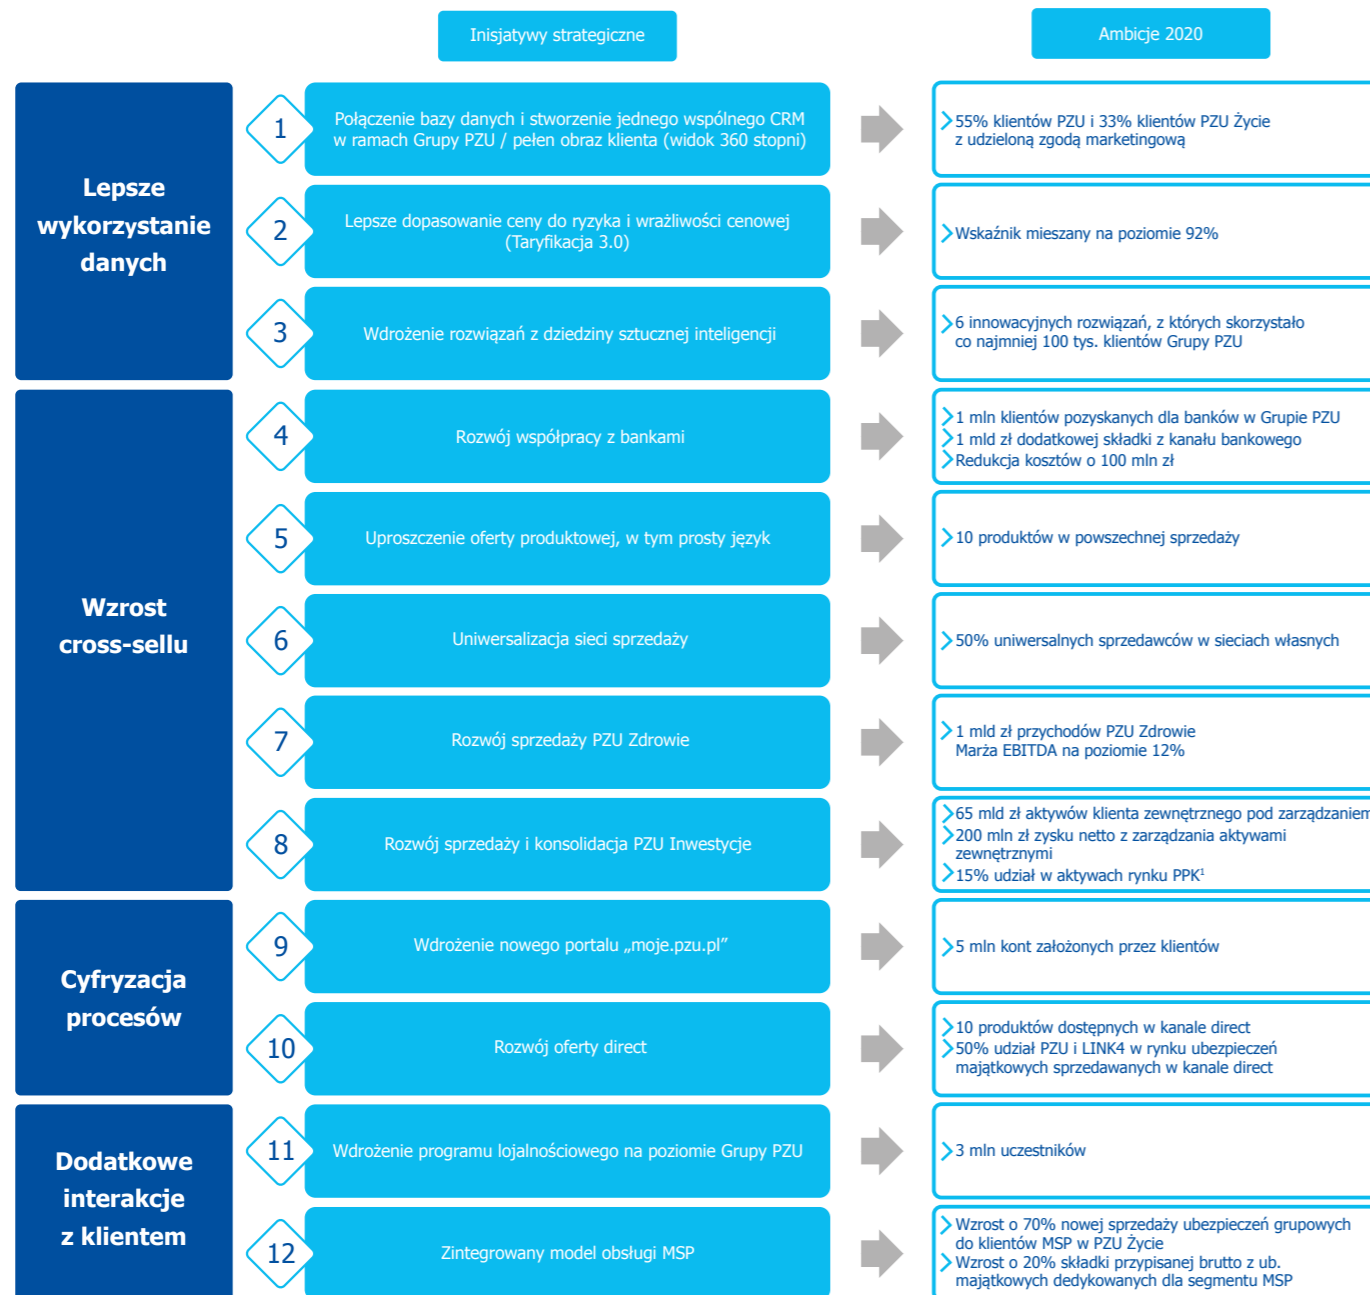 Inisjatywy strategiczne
Ambicje 2020
Lepsze
wykorzystanie
danych
1
Połączenie bazy danych i stworzenie jednego wspólnego CRM
w ramach Grupy PZU / pełen obraz klienta (widok 360 stopni)
55% klientów PZU i 33% klientów PZU Życie
z udzieloną zgodą marketingową
2
Lepsze dopasowanie ceny do ryzyka i wrażliwości cenowej
(Taryfikacja 3.0)
Wskaźnik mieszany na poziomie 92%
3
Wdrożenie rozwiązań z dziedziny sztucznej inteligencji
6 innowacyjnych rozwiązań, z których skorzystało
co najmniej 100 tys. klientów Grupy PZU
Wzrost
cross-sellu
4
Rozwój współpracy z bankami
1 mln klientów pozyskanych dla banków w Grupie PZU
1 mld zł dodatkowej składki z kanału bankowego
Redukcja kosztów o 100 mln zł
5
Uproszczenie oferty produktowej, w tym prosty język
10 produktów w powszechnej sprzedaży
6
Uniwersalizacja sieci sprzedaży
50% uniwersalnych sprzedawców w sieciach własnych
7
Rozwój sprzedaży PZU Zdrowie
1 mld zł przychodów PZU Zdrowie
Marża EBITDA na poziomie 12%
8
Rozwój sprzedaży i konsolidacja PZU Inwestycje
65 mld zł aktywów klienta zewnętrznego pod zarządzaniem
200 mln zł zysku netto z zarządzania aktywami
zewnętrznymi
15% udział w aktywach rynku PPK¹
Cyfryzacja
procesów
9
Wdrożenie nowego portalu „moje.pzu.pl”
5 mln kont założonych przez klientów
10
Rozwój oferty direct
10 produktów dostępnych w kanale direct
50% udział PZU i LINK4 w rynku ubezpieczeń
majątkowych sprzedawanych w kanale direct
Dodatkowe
interakcje
z klientem
11
Wdrożenie programu lojalnościowego na poziomie Grupy PZU
3 mln uczestników
12
Zintegrowany model obsługi MSP
Wzrost o 70% nowej sprzedaży ubezpieczeń grupowych
do klientów MSP w PZU Życie
Wzrost o 20% składki przypisanej brutto z ub.
majątkowych dedykowanych dla segmentu MSP